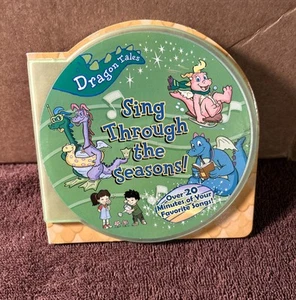 Dragon Tales
Sing
Through
the
Seasons!!
Over 20
Minutes of Your
Favorite Songs!